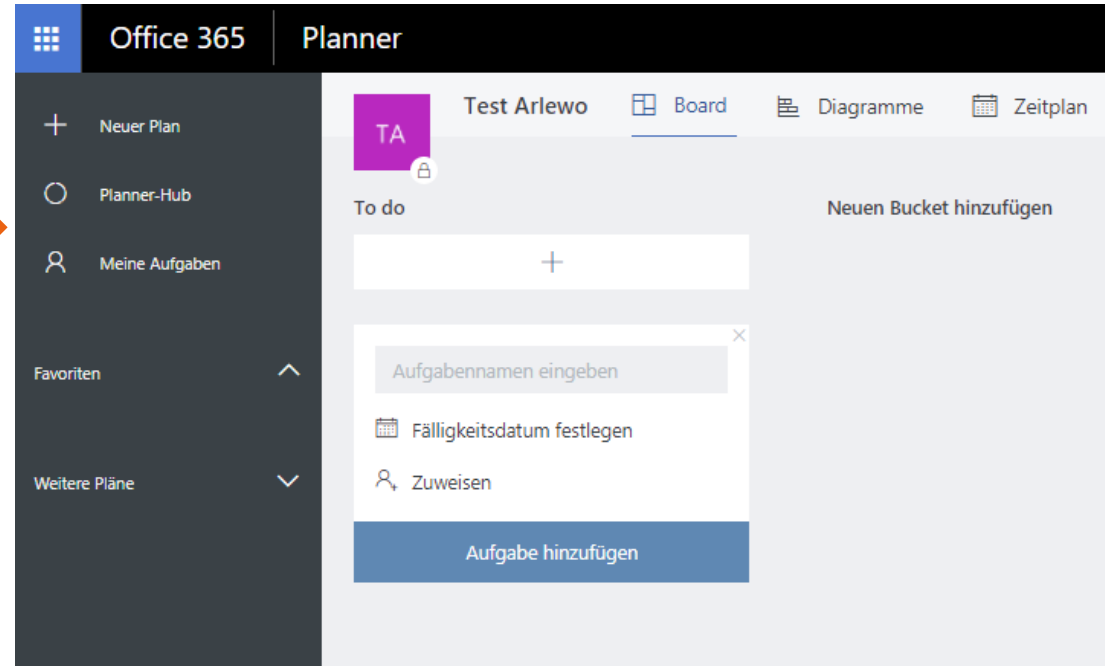 Office 365 Planner
Neuer Plan
Planner-Hub
Meine Aufgaben
Favoriten
Weitere Pläne
TA
Test Arlewo Board Diagramme Zeitplan
To do
Neuen Bucket hinzufügen
Aufgabennamen eingeben
Fälligkeitsdatum festlegen
Zuweisen
Aufgabe hinzufügen